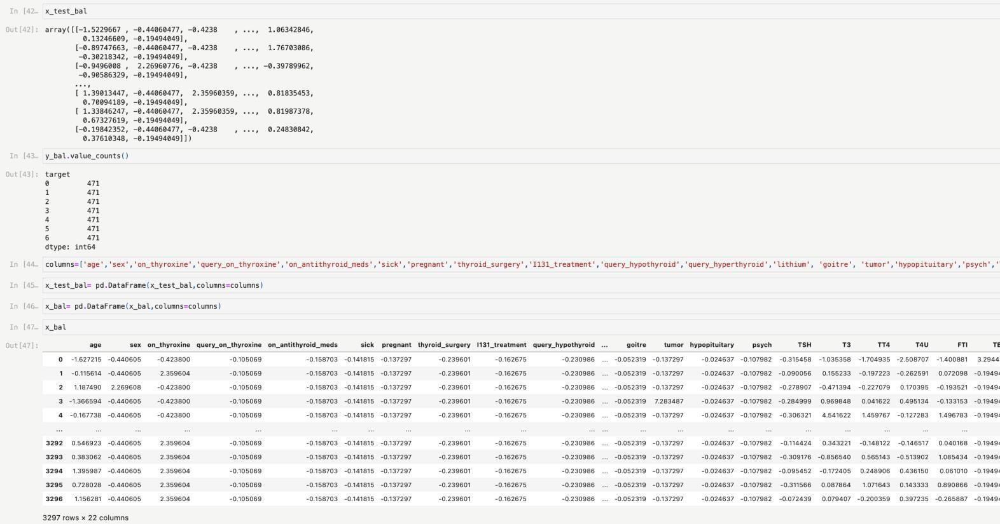 In [42… x_test_bal
Out[42]: array([[-1.5229667 , -0.44060477, -0.4238    , ...,  1.06342846,
         0.13246609, -0.19494049],
       [-0.89747663, -0.44060477, -0.4238    , ...,  1.76703086,
        -0.30218342, -0.19494049],
       [-0.9496008 ,  2.26960776, -0.4238    , ..., -0.39789962,
        -0.90586329, -0.19494049],
       ...,
       [ 1.39013447, -0.44060477,  2.35960359, ...,  0.81835453,
         0.70094189, -0.19494049],
       [ 1.33846247, -0.44060477,  2.35960359, ...,  0.81987378,
         0.67327619, -0.19494049],
       [-0.19842352, -0.44060477, -0.4238    , ...,  0.24830842,
         0.37610348, -0.19494049]])
In [43… y_bal.value_counts()
Out[43]: target
0         471
1         471
2         471
3         471
4         471
5         471
6         471
dtype: int64
In [44… columns=['age','sex','on_thyroxine','query_on_thyroxine','on_antithyroid_meds','sick','pregnant','thyroid_surgery','I131_treatment','query_hypothyroid','query_hyperthyroid','lithium', 'goitre', 'tumor','hypopituitary','psych','
In [45… x_test_bal= pd.DataFrame(x_test_bal,columns=columns)
In [46… x_bal= pd.DataFrame(x_bal,columns=columns)
In [47… x_bal
Out[47]: age sex on_thyroxine query_on_thyroxine on_antithyroid_meds sick pregnant thyroid_surgery I131_treatment query_hypothyroid ... goitre tumor hypopituitary psych TSH T3 TT4 T4U FTI
0 -1.627215 -0.440605 -0.423800 -0.105069 -0.158703 -0.141815 -0.137297 -0.239601 -0.162675 -0.230986 ... -0.052319 -0.137297 -0.024637 -0.107982 -0.315458 -1.035358 -1.704935 -2.508707 -1.400881 3.2944
1 -0.115614 -0.440605 2.359604 -0.105069 -0.158703 -0.141815 -0.137297 -0.239601 -0.162675 -0.230986 ... -0.052319 -0.137297 -0.024637 -0.107982 -0.090056 0.155233 -0.197223 -0.262591 0.072098 -0.1949
2 1.187490 2.269608 -0.423800 -0.105069 -0.158703 -0.141815 -0.137297 -0.239601 -0.162675 -0.230986 ... -0.052319 -0.137297 -0.024637 -0.107982 -0.278907 -0.471394 -0.227079 0.170395 -0.193521 -0.1949
3 -1.366594 -0.440605 -0.423800 -0.105069 -0.158703 -0.141815 -0.137297 -0.239601 -0.162675 -0.230986 ... -0.052319 7.283487 -0.024637 -0.107982 -0.284999 0.969848 0.041622 0.495134 -0.133153 -0.1949
4 -0.167738 -0.440605 -0.423800 -0.105069 -0.158703 -0.141815 -0.137297 -0.239601 -0.162675 -0.230986 ... -0.052319 -0.137297 -0.024637 -0.107982 -0.306321 4.541622 1.459767 -0.127283 1.496783 -0.1949
... ... ... ... ... ... ... ... ... ... ... ... ... ... ... ... ... ... ... ... ...
3292 0.546923 -0.440605 2.359604 -0.105069 -0.158703 -0.141815 -0.137297 -0.239601 -0.162675 -0.230986 ... -0.052319 -0.137297 -0.024637 -0.107982 -0.114424 0.343221 -0.148122 -0.146517 0.040168 -0.1949
3293 0.383062 -0.440605 2.359604 -0.105069 -0.158703 -0.141815 -0.137297 -0.239601 -0.162675 -0.230986 ... -0.052319 -0.137297 -0.024637 -0.107982 -0.309176 -0.856540 0.565143 -0.513902 1.085434 -0.1949
3294 1.395987 -0.440605 2.359604 -0.105069 -0.158703 -0.141815 -0.137297 -0.239601 -0.162675 -0.230986 ... -0.052319 -0.137297 -0.024637 -0.107982 -0.095452 -0.172405 0.248906 0.436150 0.061010 -0.1949
3295 0.728028 -0.440605 2.359604 -0.105069 -0.158703 -0.141815 -0.137297 -0.239601 -0.162675 -0.230986 ... -0.052319 -0.137297 -0.024637 -0.107982 -0.311566 0.087864 1.071643 0.143333 0.890866 -0.1949
3296 1.156281 -0.440605 2.359604 -0.105069 -0.158703 -0.141815 -0.137297 -0.239601 -0.162675 -0.230986 ... -0.052319 -0.137297 -0.024637 -0.107982 -0.072439 0.079407 -0.200359 0.397235 -0.265887 -0.1949
3297 rows × 22 columns